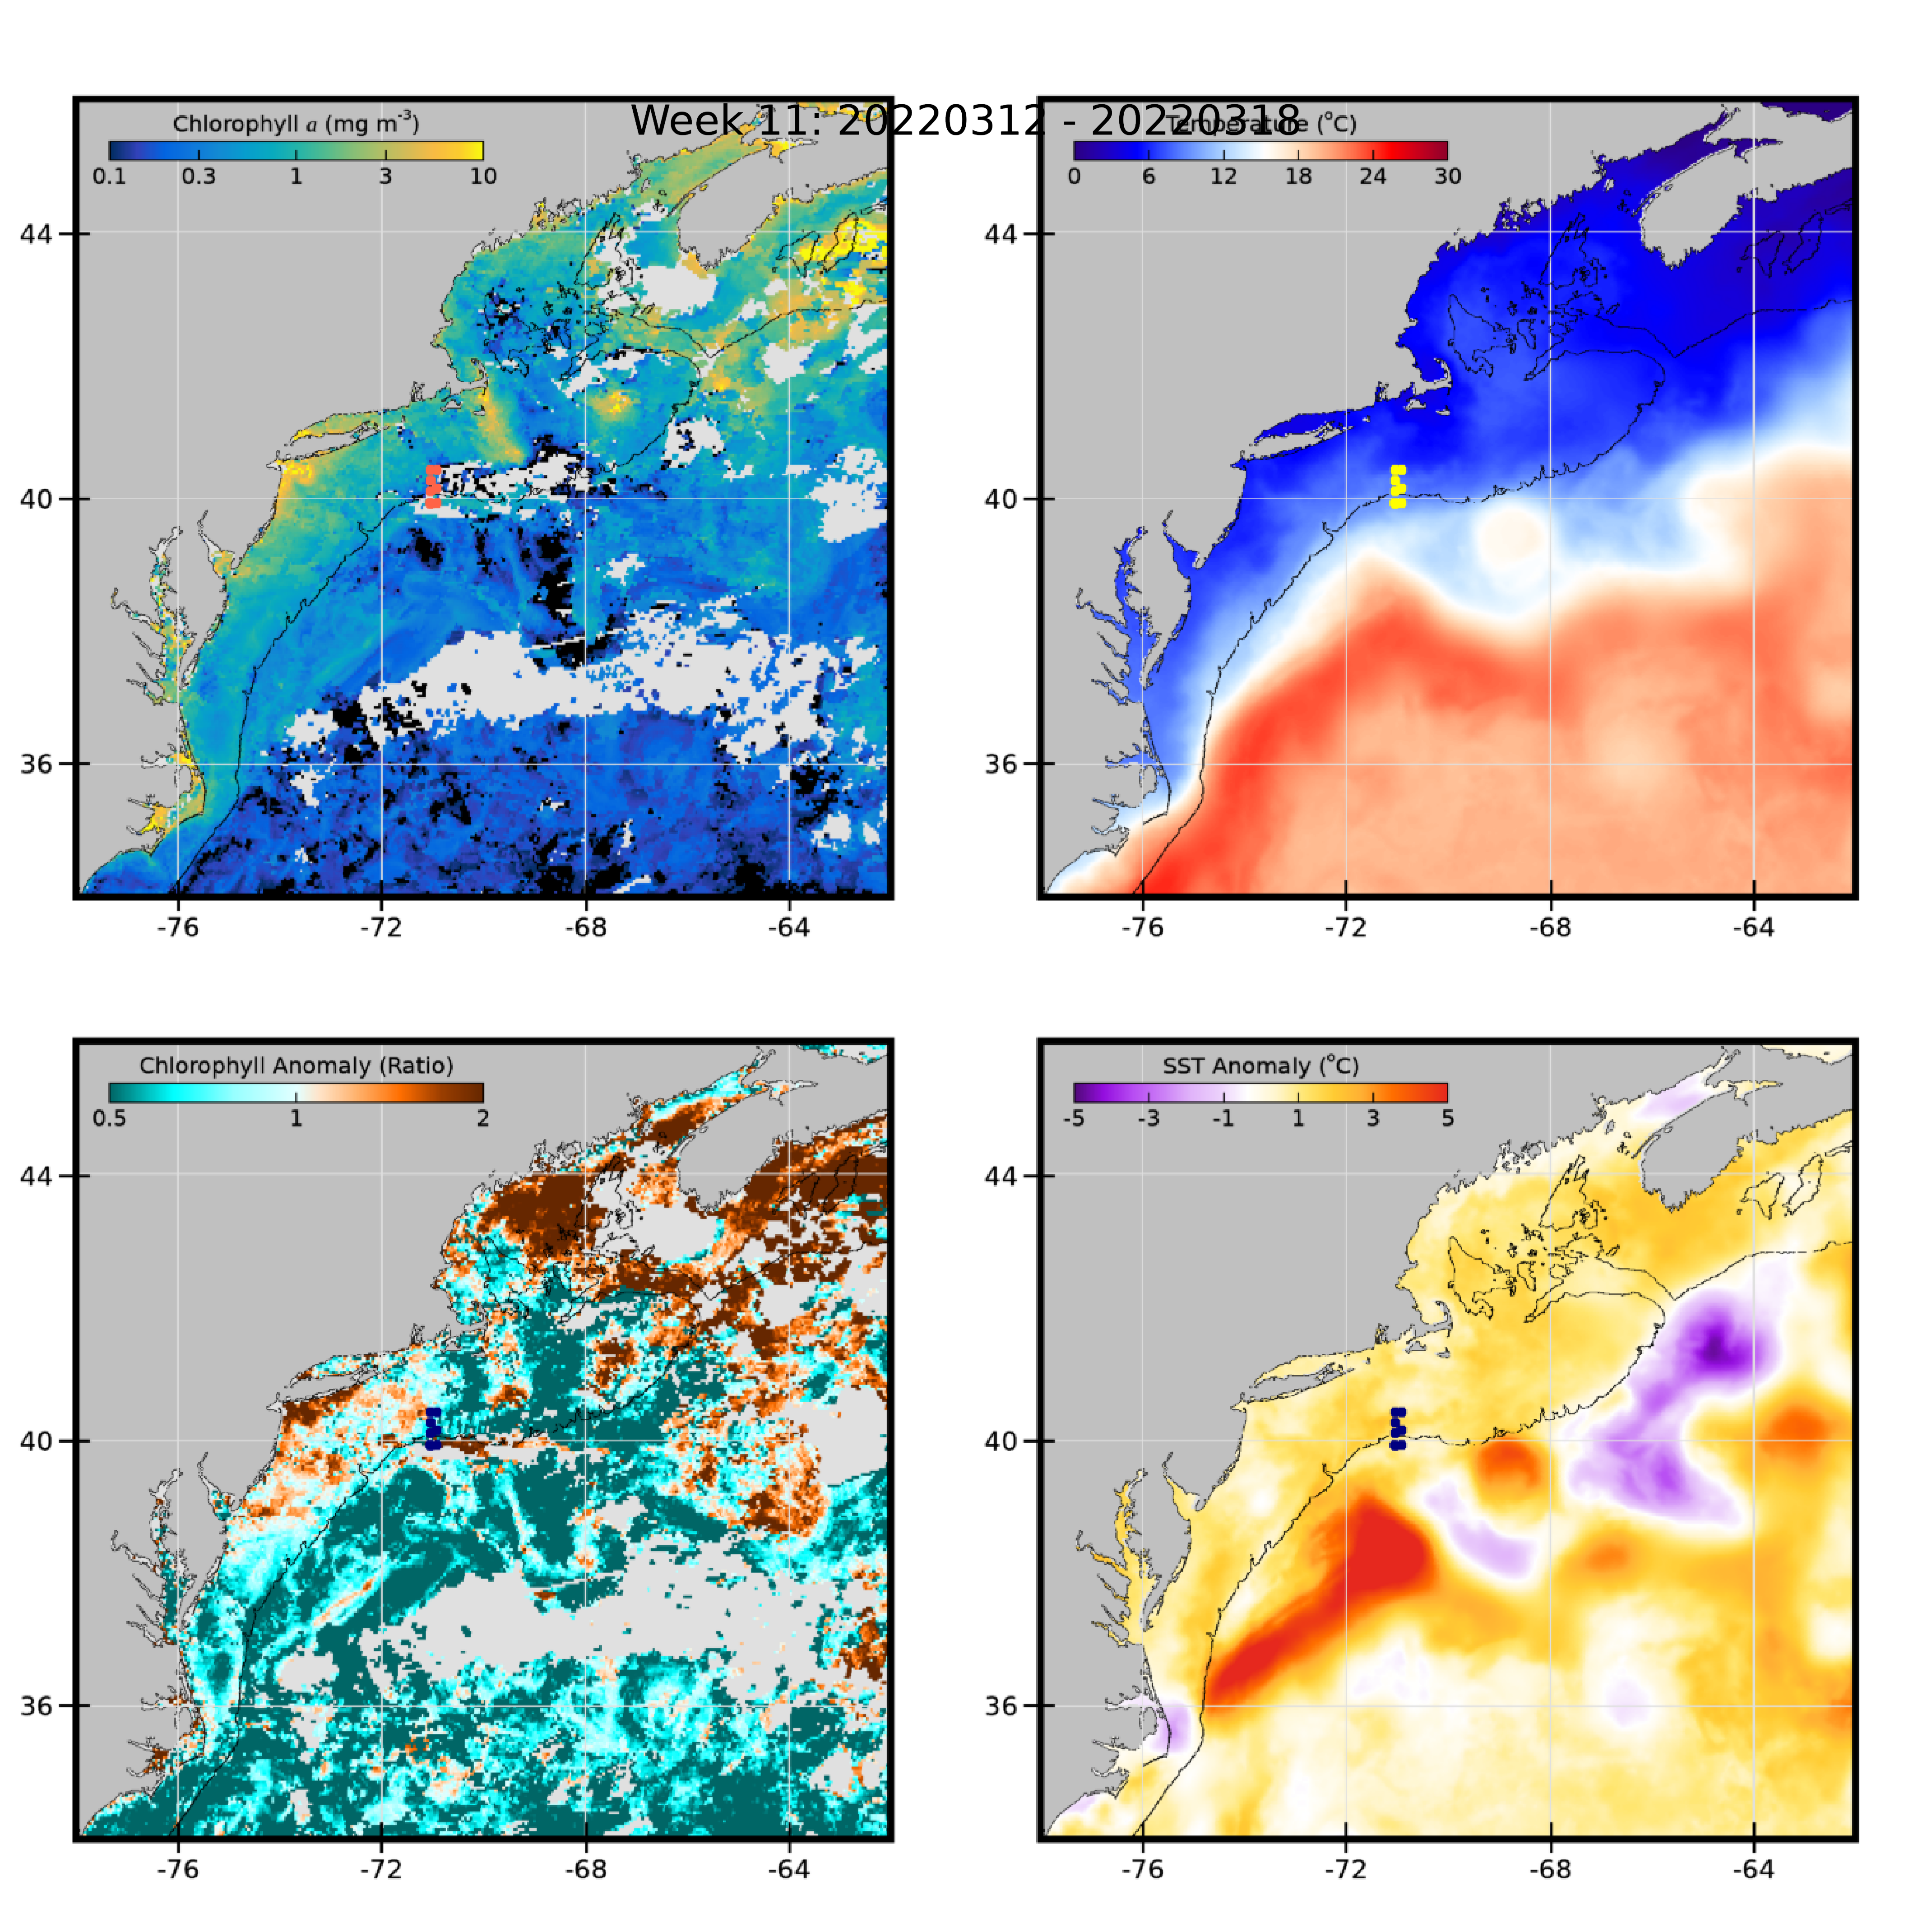 Week 11: 20220312 - 20220318
Chlorophyll a (mg m-3)
0.1 0.3 1 3 10
44
40
36
-76 -72 -68 -64
Temperature (oC)
0 6 12 18 24 30
44
40
36
-76 -72 -68 -64
Chlorophyll Anomaly (Ratio)
0.5 1 2
44
40
36
-76 -72 -68 -64
SST Anomaly (oC)
-5 -3 -1 1 3 5
44
40
36
-76 -72 -68 -64